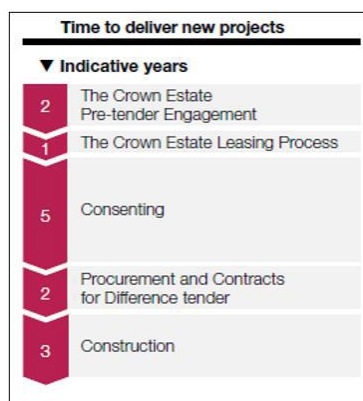 Time to deliver new projects
▼ Indicative years
2
The Crown Estate
Pre-tender Engagement
1
The Crown Estate Leasing Process
5
Consenting
2
Procurement and Contracts
for Difference tender
3
Construction